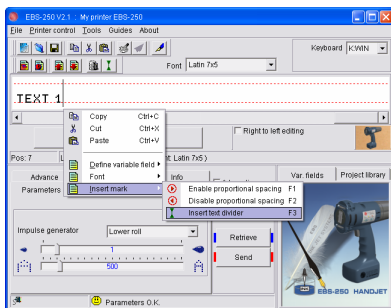 EBS-250 V2.1 : My printer EBS-250
File Printer control Tools Guides About
Keyboard K:WIN
Font Latin 7x5
TEXT 1
Copy Ctrl+C
Cut Ctrl+X
Paste Ctrl+V
Define variable field
Font
Insert mark
Right to left editing
Pos: 7
nt: Latin 7x5 )
Advance
Info
Var. fields
Project library
Parameters
Enable proportional spacing F1
Disable proportional spacing F2
Insert text divider F3
Impulse generator
Lower roll
1
500
Retrieve
Send
EBS-250 HANDJET
Parameters O.K.